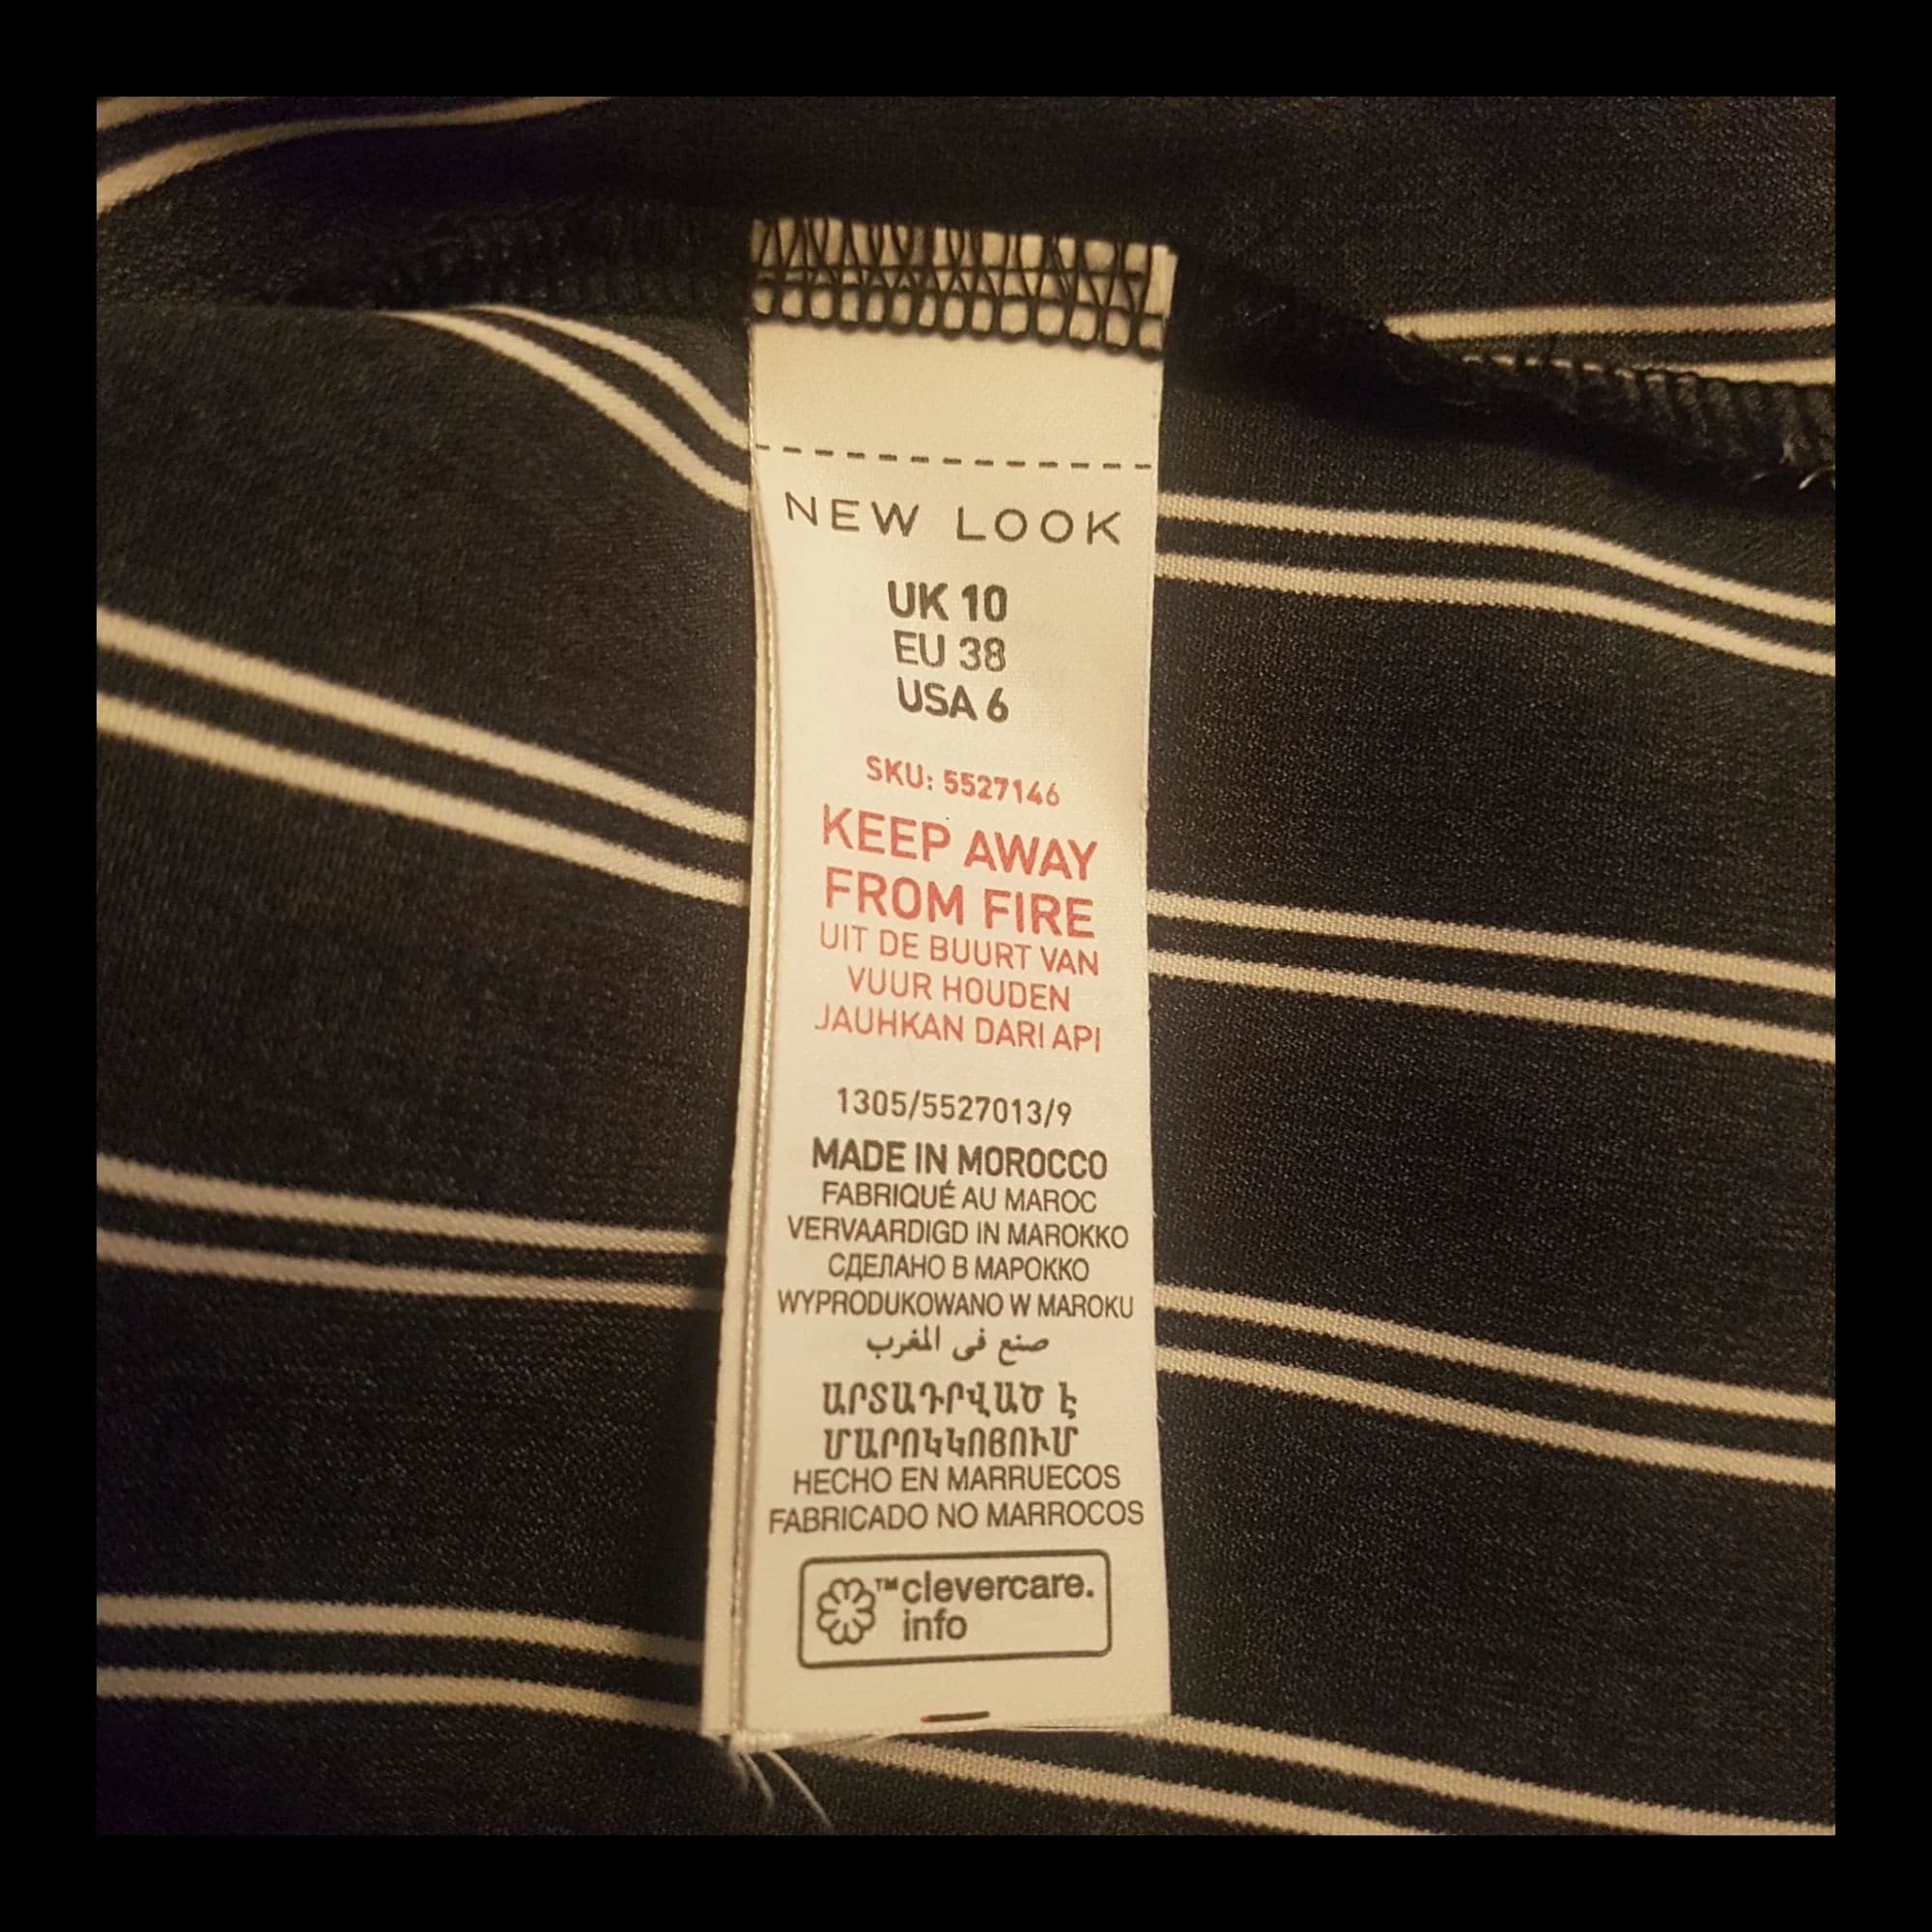 NEW LOOK
UK 10
EU 38
USA 6
SKU: 5527146
KEEP AWAY
FROM FIRE
UIT DE BUURT VAN
VUUR HOUDEN
JAUHKAN DARI API
1305/5527013/9
MADE IN MOROCCO
FABRIQUÉ AU MAROC
VERVAARDIGD IN MAROKKO
СДЕЛАНО В МАРОККО
WYPRODUKOWANO W MAROKU
صنع فى المغرب
ԱՐՏԱԴՐՎԱԾ Է
ՄԱՐՈԿԿՈՅՈՒՄ
HECHO EN MARRUECOS
FABRICADO NO MARROCOS
™clevercare.
info